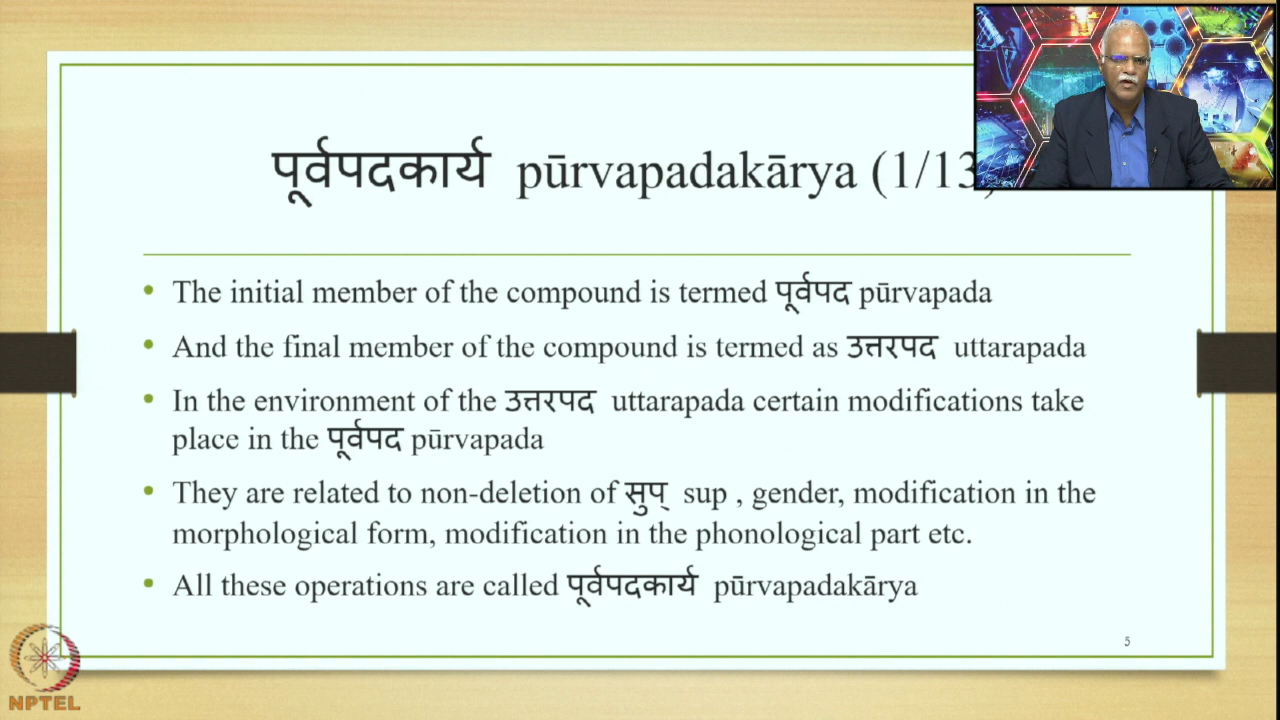 पूर्वपदकार्य pūrvapadakārya (1/13)
• The initial member of the compound is termed पूर्वपद pūrvapada
• And the final member of the compound is termed as उत्तरपद uttarapada
• In the environment of the उत्तरपद uttarapada certain modifications take
place in the पूर्वपद pūrvapada
• They are related to non-deletion of सुप् sup , gender, modification in the
morphological form, modification in the phonological part etc.
• All these operations are called पूर्वपदकार्य pūrvapadakārya
5
NPTEL